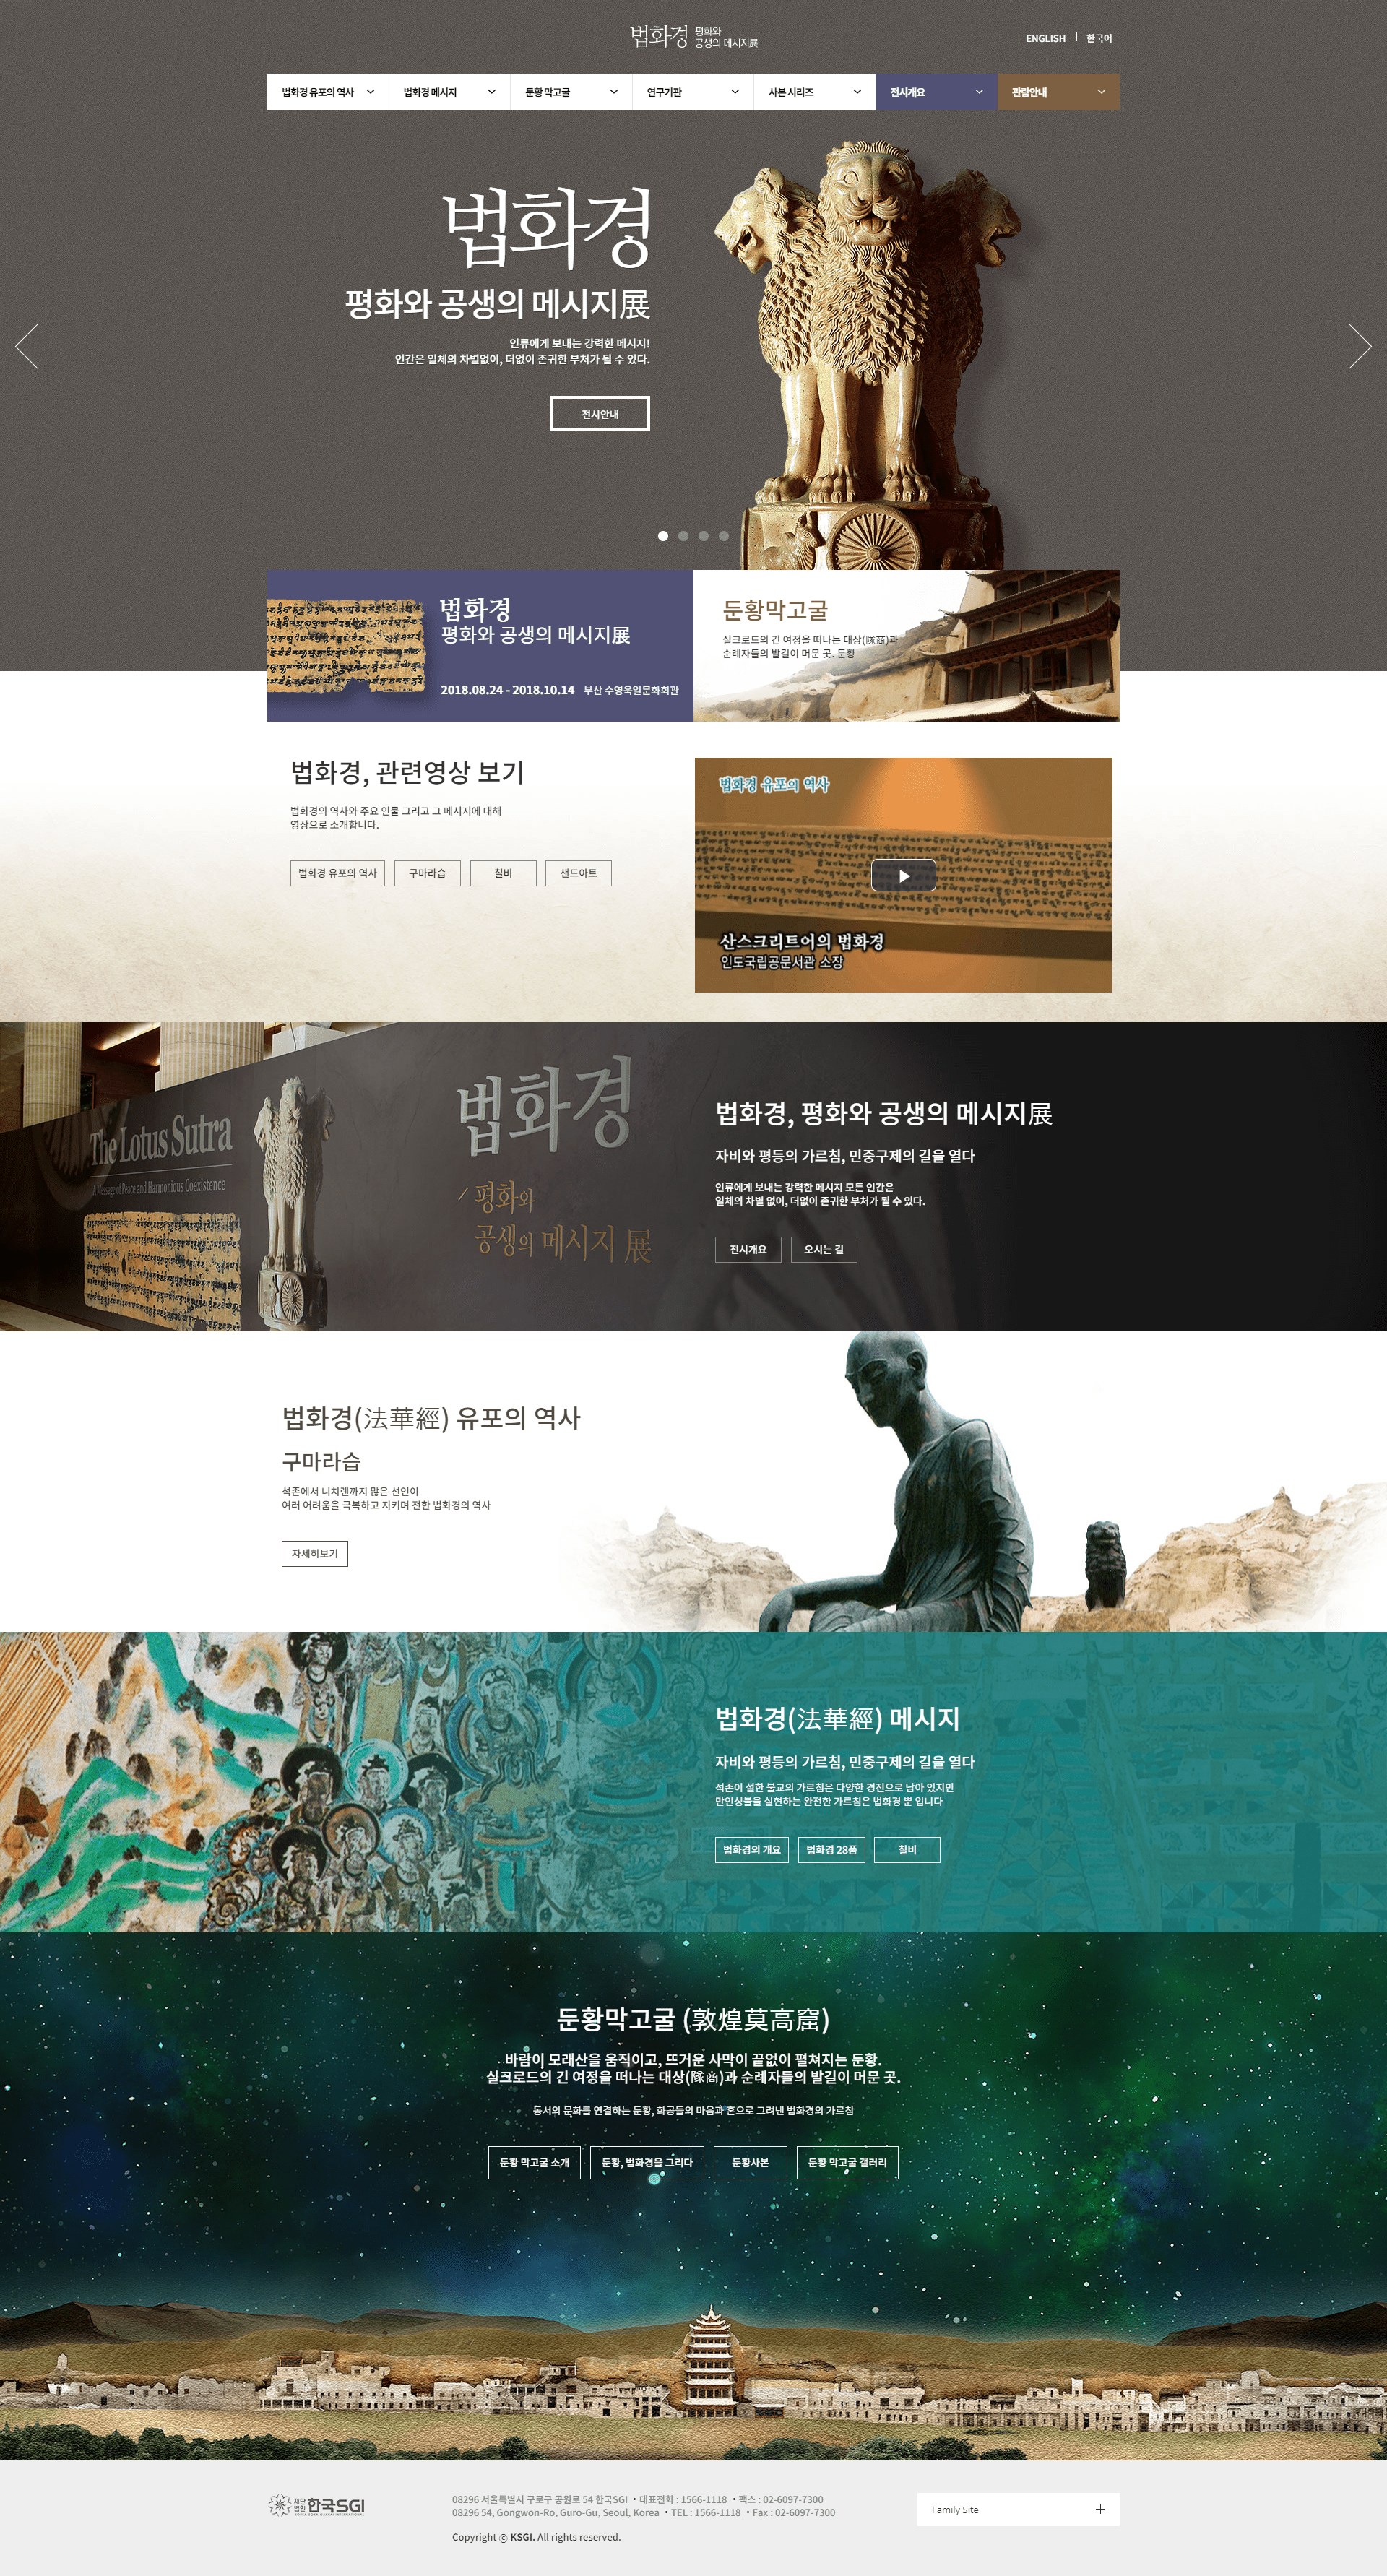 법화경 평화와
공생의 메시지展
ENGLISH | 한국어
법화경 유포의 역사
법화경 메시지
둔황 막고굴
연구기관
사본 시리즈
전시개요
관람안내
법화경
평화와 공생의 메시지展
인류에게 보내는 강력한 메시지!
인간은 일체의 차별없이, 더없이 존귀한 부처가 될 수 있다.
전시안내
법화경
평화와 공생의 메시지展
2018.08.24 - 2018.10.14 부산 수영욱일문화회관
둔황막고굴
실크로드의 긴 여정을 떠나는 대상(隊商)과
순례자들의 발길이 머문 곳. 둔황
법화경, 관련영상 보기
법화경의 역사와 주요 인물 그리고 그 메시지에 대해
영상으로 소개합니다.
법화경 유포의 역사
구마라습
칠비
샌드아트
법화경 유포의 역사
산스크리트어의 법화경
인도국립공문서관 소장
The Lotus Sutra
A Message of Peace and Harmonious Coexistence
법화경
평화와
공생의 메시지 展
법화경, 평화와 공생의 메시지展
자비와 평등의 가르침, 민중구제의 길을 열다
인류에게 보내는 강력한 메시지 모든 인간은
일체의 차별 없이, 더없이 존귀한 부처가 될 수 있다.
전시개요
오시는 길
법화경(法華經) 유포의 역사
구마라습
석존에서 니치렌까지 많은 선인이
여러 어려움을 극복하고 지키며 전한 법화경의 역사
자세히보기
법화경(法華經) 메시지
자비와 평등의 가르침, 민중구제의 길을 열다
석존이 설한 불교의 가르침은 다양한 경전으로 남아 있지만
만인성불을 실현하는 완전한 가르침은 법화경 뿐 입니다
법화경의 개요
법화경 28품
칠비
둔황막고굴 (敦煌莫高窟)
바람이 모래산을 움직이고, 뜨거운 사막이 끝없이 펼쳐지는 둔황.
실크로드의 긴 여정을 떠나는 대상(隊商)과 순례자들의 발길이 머문 곳.
동서의 문화를 연결하는 둔황, 화공들의 마음과 혼으로 그려낸 법화경의 가르침
둔황 막고굴 소개
둔황, 법화경을 그리다
둔황사본
둔황 막고굴 갤러리
재단법인 한국SGI
08296 서울특별시 구로구 공원로 54 한국SGI ・대표전화 : 1566-1118 ・팩스 : 02-6097-7300
08296 54, Gongwon-Ro, Guro-Gu, Seoul, Korea ・TEL : 1566-1118 ・Fax : 02-6097-7300
Copyright ⓒ KSGI. All rights reserved.
Family Site